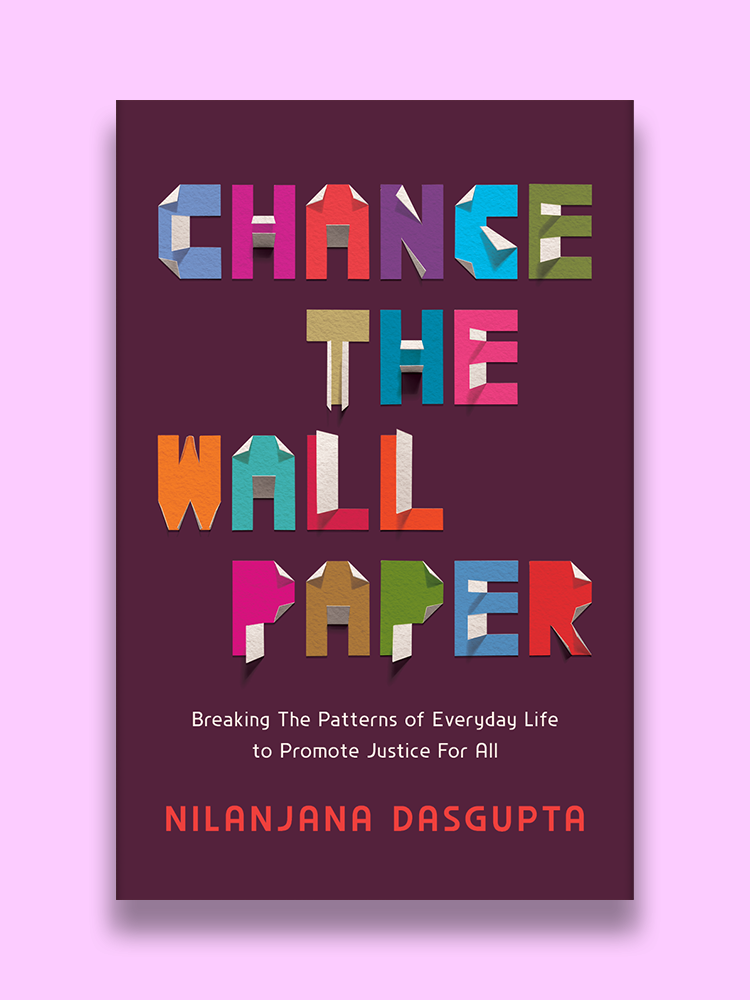 CHANGE
THE
WALL
PAPER
Breaking The Patterns of Everyday Life
to Promote Justice For All
NILANJANA DASGUPTA